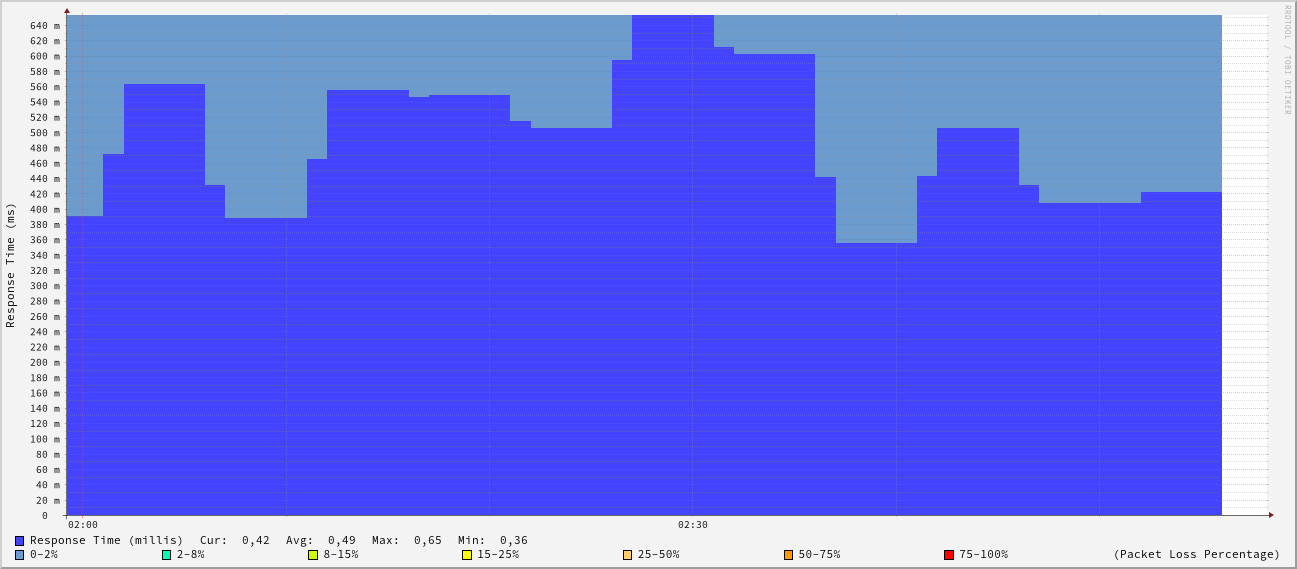 RRDTOOL / TOBI OETIKER
Response Time (ms)
640 m
620 m
600 m
580 m
560 m
540 m
520 m
500 m
480 m
460 m
440 m
420 m
400 m
380 m
360 m
340 m
320 m
300 m
280 m
260 m
240 m
220 m
200 m
180 m
160 m
140 m
120 m
100 m
80 m
60 m
40 m
20 m
0
02:00 02:30
Response Time (millis) Cur: 0,42 Avg: 0,49 Max: 0,65 Min: 0,36
0-2% 2-8% 8-15% 15-25% 25-50% 50-75% 75-100% (Packet Loss Percentage)